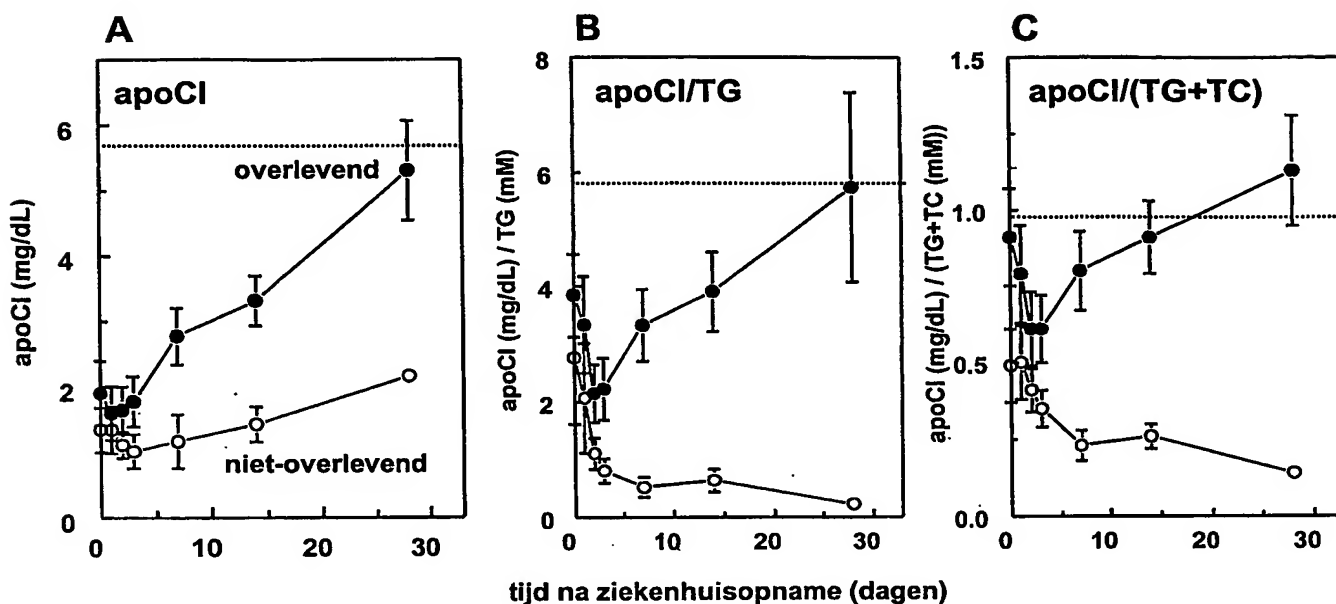 A
apoCI
apoCI (mg/dL)
6
4
2
0
overlevend
niet-overlevend
0 10 20 30
B
apoCI/TG
apoCI (mg/dL) / TG (mM)
8
6
4
2
0
0 10 20 30
C
apoCI/(TG+TC)
apoCI (mg/dL) / (TG+TC (mM))
1.5
1.0
0.5
0.0
0 10 20 30
tijd na ziekenhuisopname (dagen)